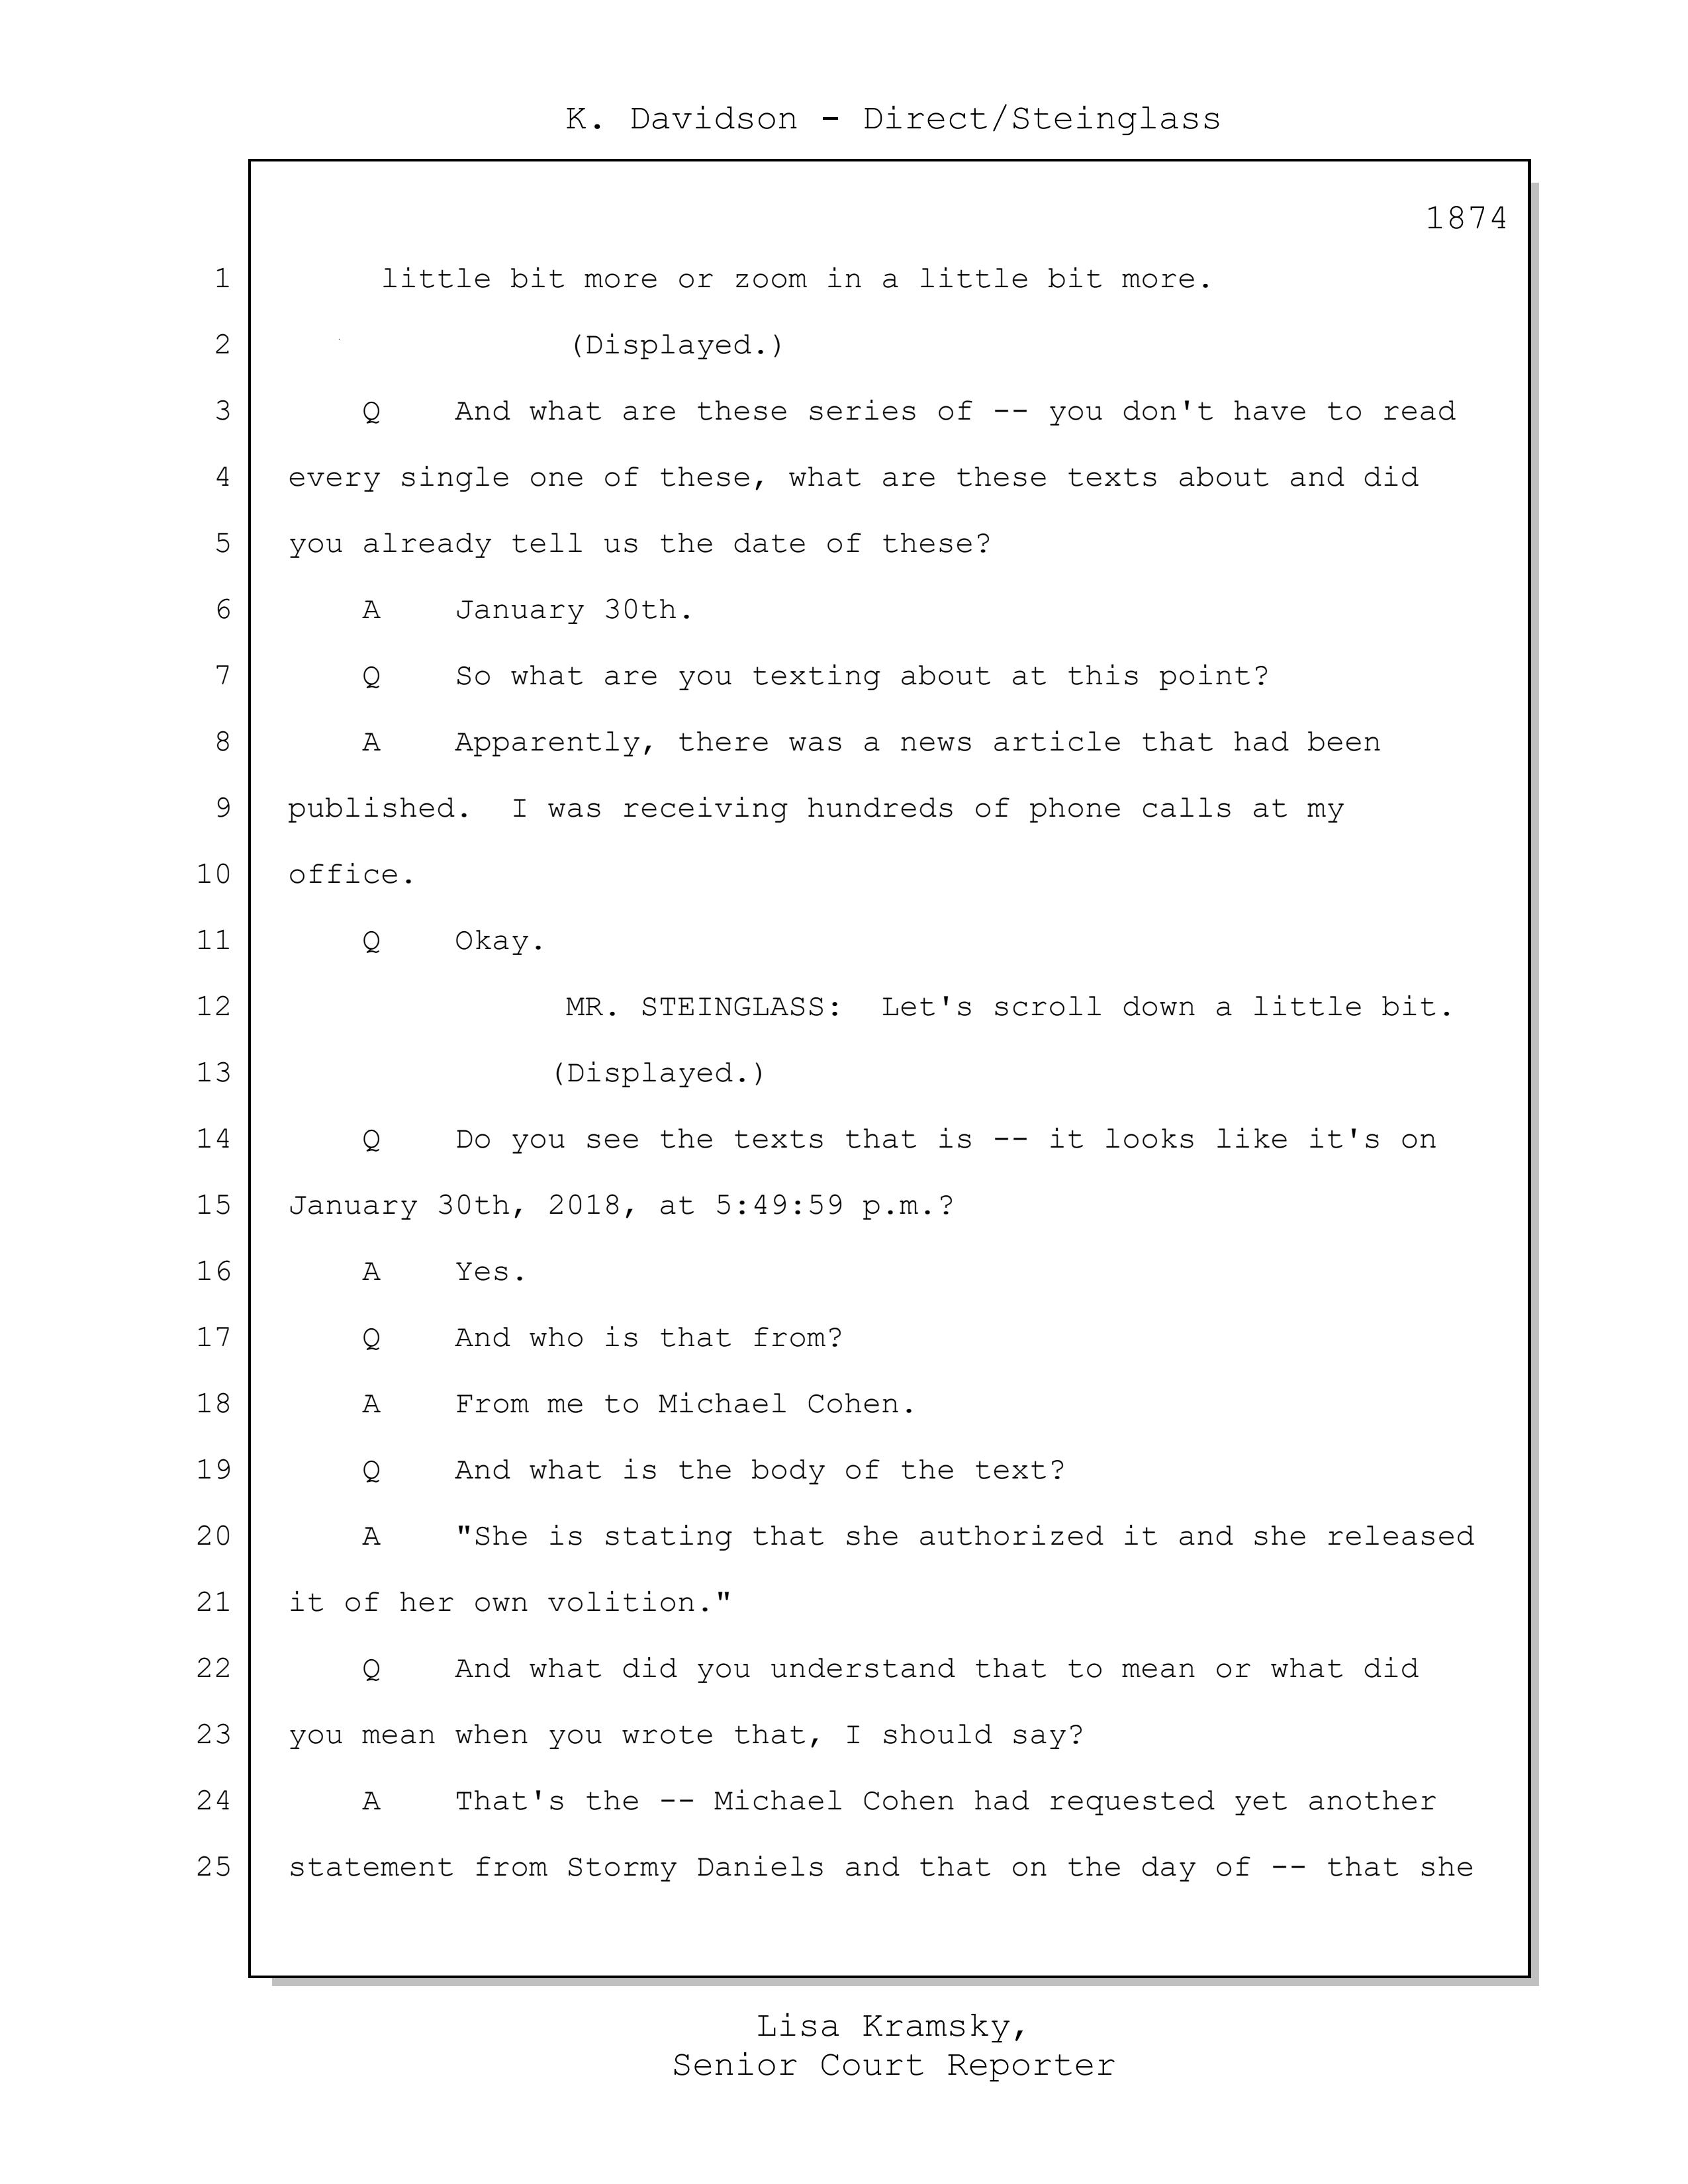 K. Davidson - Direct/Steinglass
1874
1 little bit more or zoom in a little bit more.
2 (Displayed.)
3 Q And what are these series of -- you don't have to read
4 every single one of these, what are these texts about and did
5 you already tell us the date of these?
6 A January 30th.
7 Q So what are you texting about at this point?
8 A Apparently, there was a news article that had been
9 published. I was receiving hundreds of phone calls at my
10 office.
11 Q Okay.
12 MR. STEINGLASS: Let's scroll down a little bit.
13 (Displayed.)
14 Q Do you see the texts that is -- it looks like it's on
15 January 30th, 2018, at 5:49:59 p.m.?
16 A Yes.
17 Q And who is that from?
18 A From me to Michael Cohen.
19 Q And what is the body of the text?
20 A "She is stating that she authorized it and she released
21 it of her own volition."
22 Q And what did you understand that to mean or what did
23 you mean when you wrote that, I should say?
24 A That's the -- Michael Cohen had requested yet another
25 statement from Stormy Daniels and that on the day of -- that she
Lisa Kramsky,
Senior Court Reporter